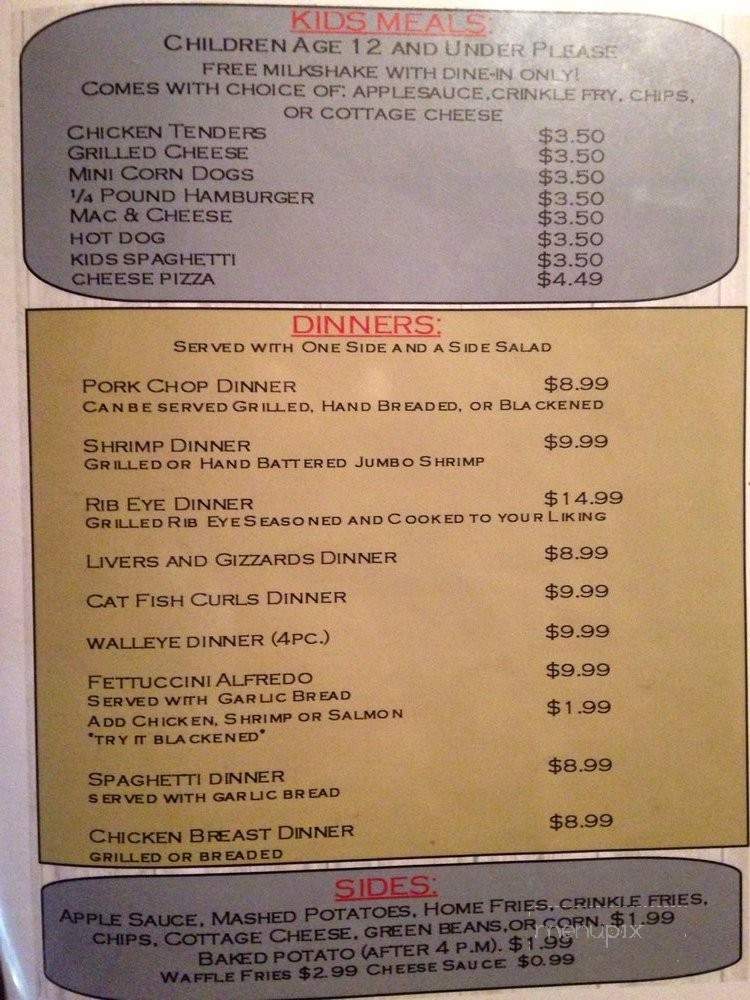 KIDS MEALS:
CHILDREN AGE 12 AND UNDER PLEASE
FREE MILKSHAKE WITH DINE-IN ONLY!
COMES WITH CHOICE OF: APPLESAUCE,CRINKLE FRY, CHIPS,
OR COTTAGE CHEESE
CHICKEN TENDERS $3.50
GRILLED CHEESE $3.50
MINI CORN DOGS $3.50
1/4 POUND HAMBURGER $3.50
MAC & CHEESE $3.50
HOT DOG $3.50
KIDS SPAGHETTI $3.50
CHEESE PIZZA $4.49
DINNERS:
SERVED WITH ONE SIDE AND A SIDE SALAD
PORK CHOP DINNER $8.99
CAN BE SERVED GRILLED, HAND BREADED, OR BLACKENED
SHRIMP DINNER $9.99
GRILLED OR HAND BATTERED JUMBO SHRIMP
RIB EYE DINNER $14.99
GRILLED RIB EYE SEASONED AND COOKED TO YOUR LIKING
LIVERS AND GIZZARDS DINNER $8.99
CAT FISH CURLS DINNER $9.99
WALLEYE DINNER (4PC.) $9.99
FETTUCCINI ALFREDO $9.99
SERVED WITH GARLIC BREAD
ADD CHICKEN, SHRIMP OR SALMON $1.99
"TRY IT BLACKENED"
SPAGHETTI DINNER $8.99
SERVED WITH GARLIC BREAD
CHICKEN BREAST DINNER $8.99
GRILLED OR BREADED
SIDES:
APPLE SAUCE, MASHED POTATOES, HOME FRIES, CRINKLE FRIES,
CHIPS, COTTAGE CHEESE, GREEN BEANS,OR CORN. $1.99
BAKED POTATO (AFTER 4 P.M). $1.99
WAFFLE FRIES $2.99 CHEESE SAUCE $0.99
menupix